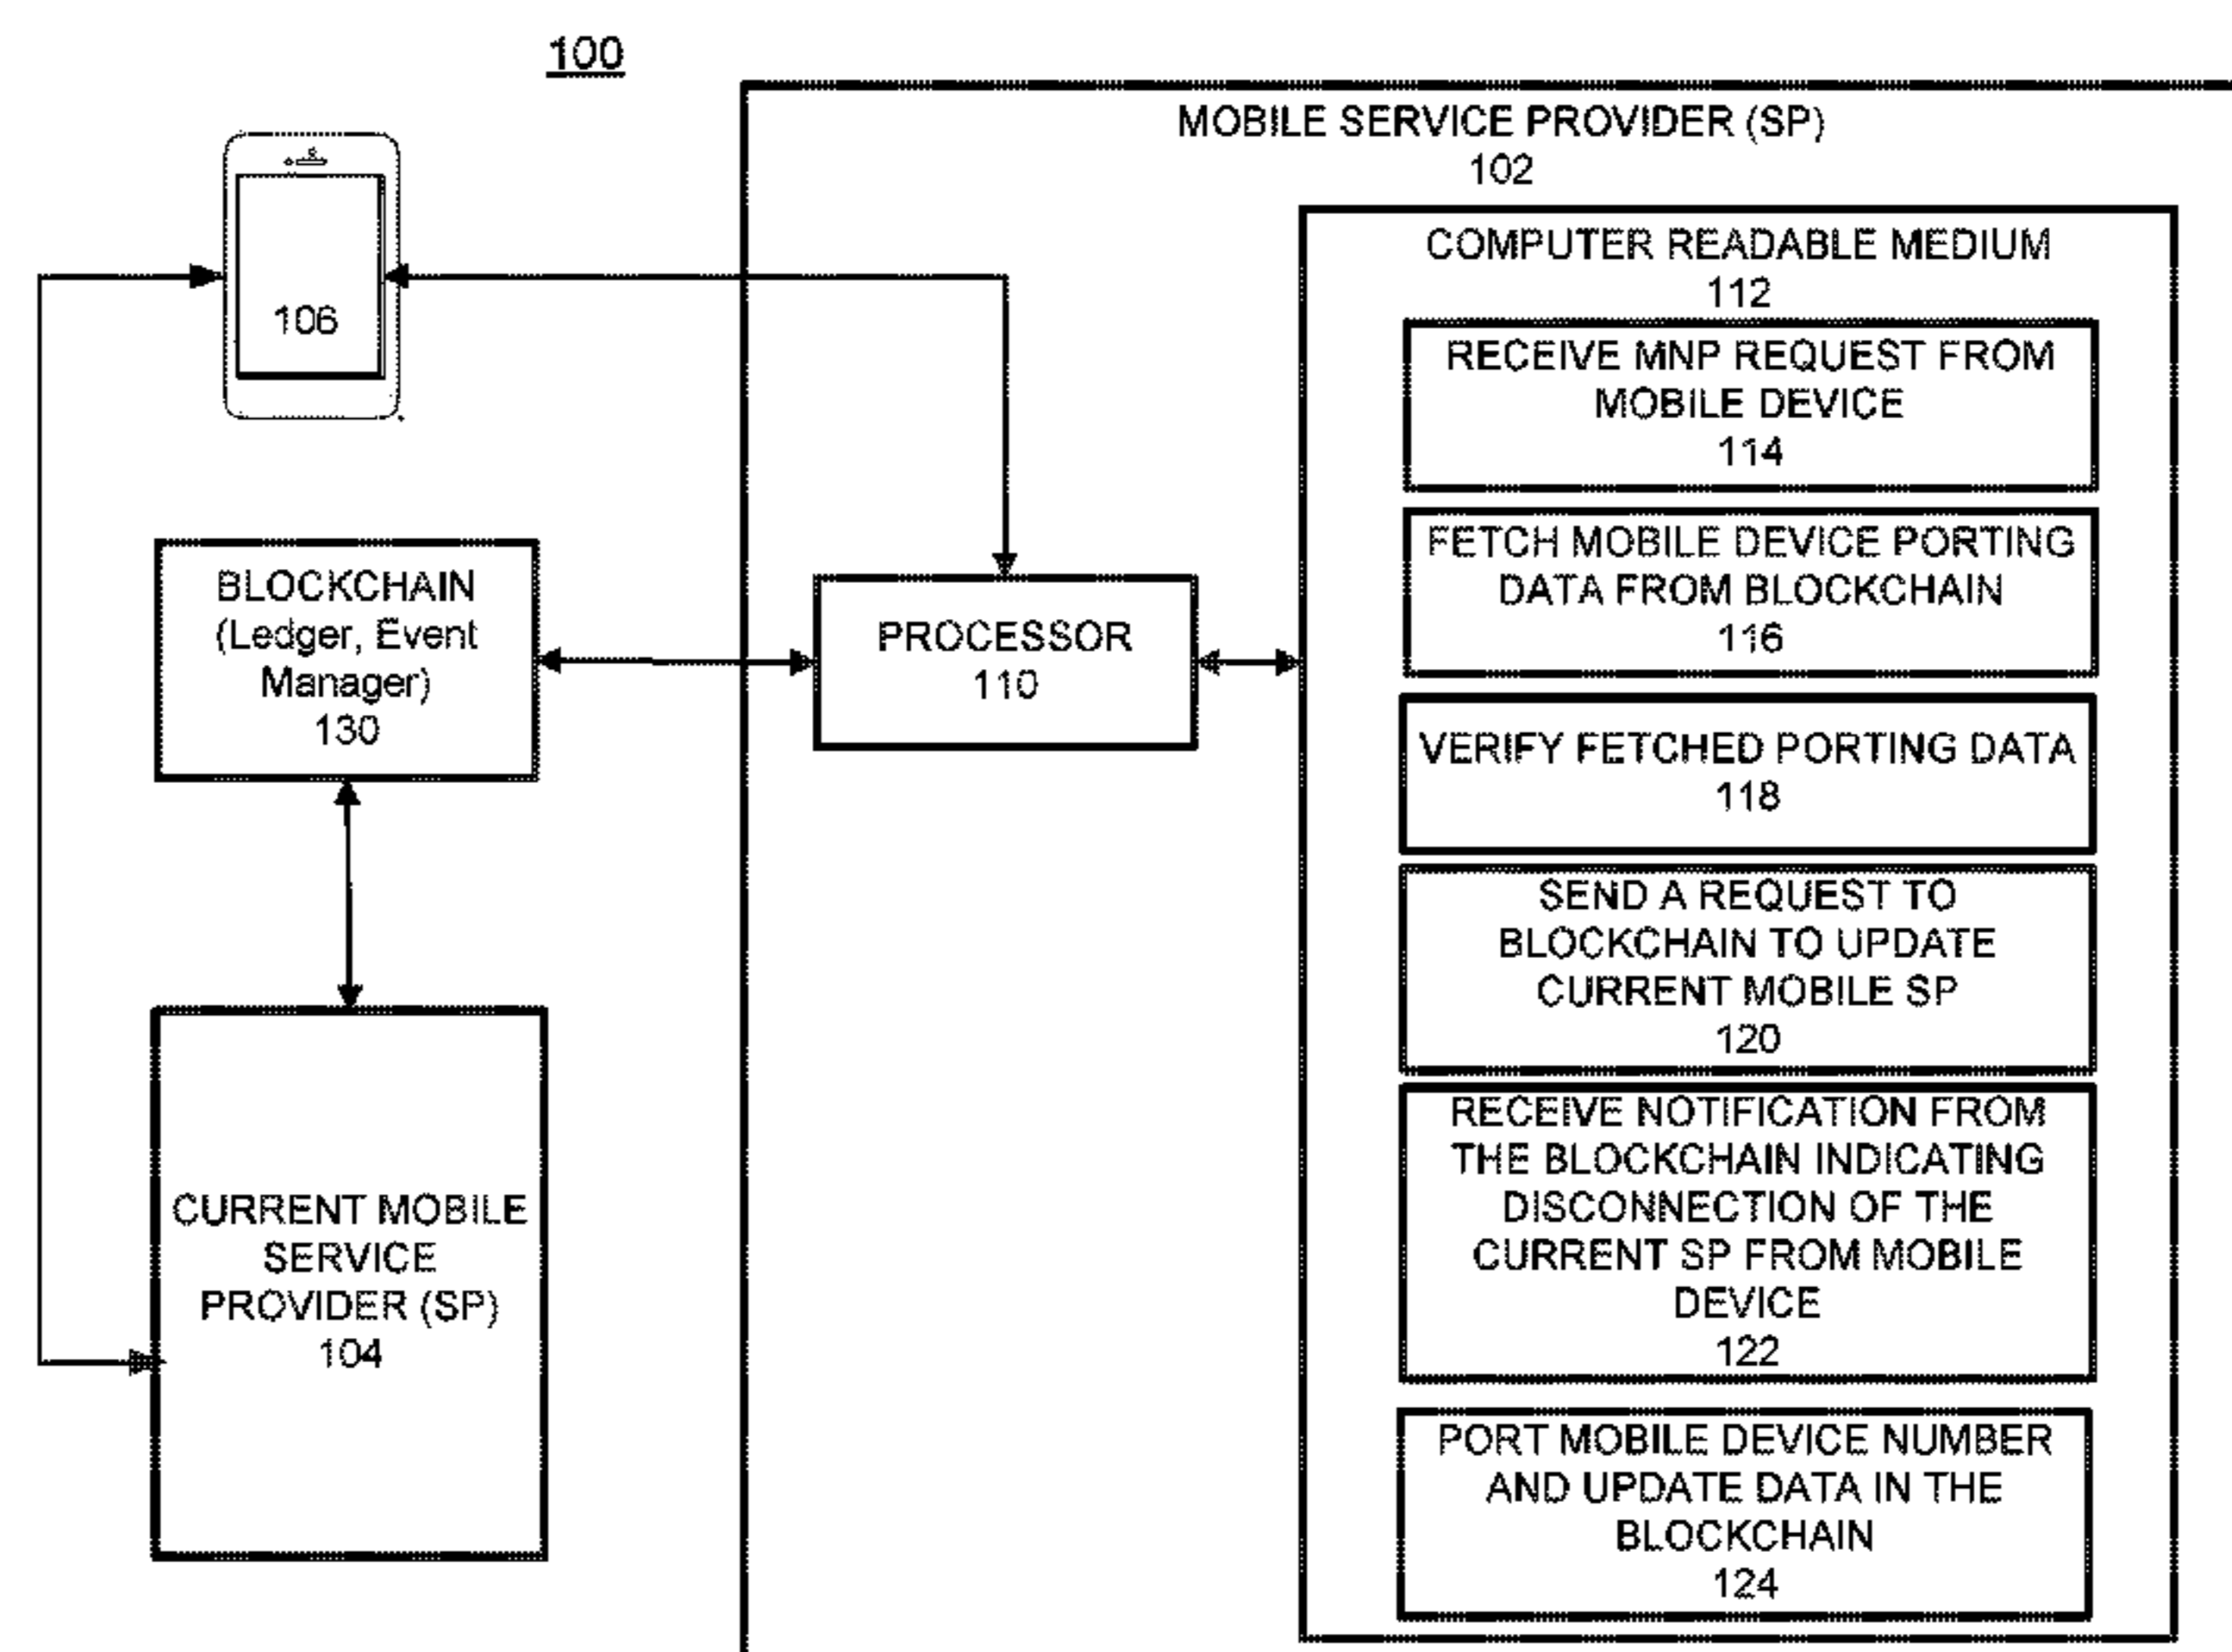 100
MOBILE SERVICE PROVIDER (SP)
102
106
BLOCKCHAIN
(Ledger, Event
Manager)
130
CURRENT MOBILE
SERVICE
PROVIDER (SP)
104
PROCESSOR
110
COMPUTER READABLE MEDIUM
112
RECEIVE MNP REQUEST FROM
MOBILE DEVICE
114
FETCH MOBILE DEVICE PORTING
DATA FROM BLOCKCHAIN
116
VERIFY FETCHED PORTING DATA
118
SEND A REQUEST TO
BLOCKCHAIN TO UPDATE
CURRENT MOBILE SP
120
RECEIVE NOTIFICATION FROM
THE BLOCKCHAIN INDICATING
DISCONNECTION OF THE
CURRENT SP FROM MOBILE
DEVICE
122
PORT MOBILE DEVICE NUMBER
AND UPDATE DATA IN THE
BLOCKCHAIN
124